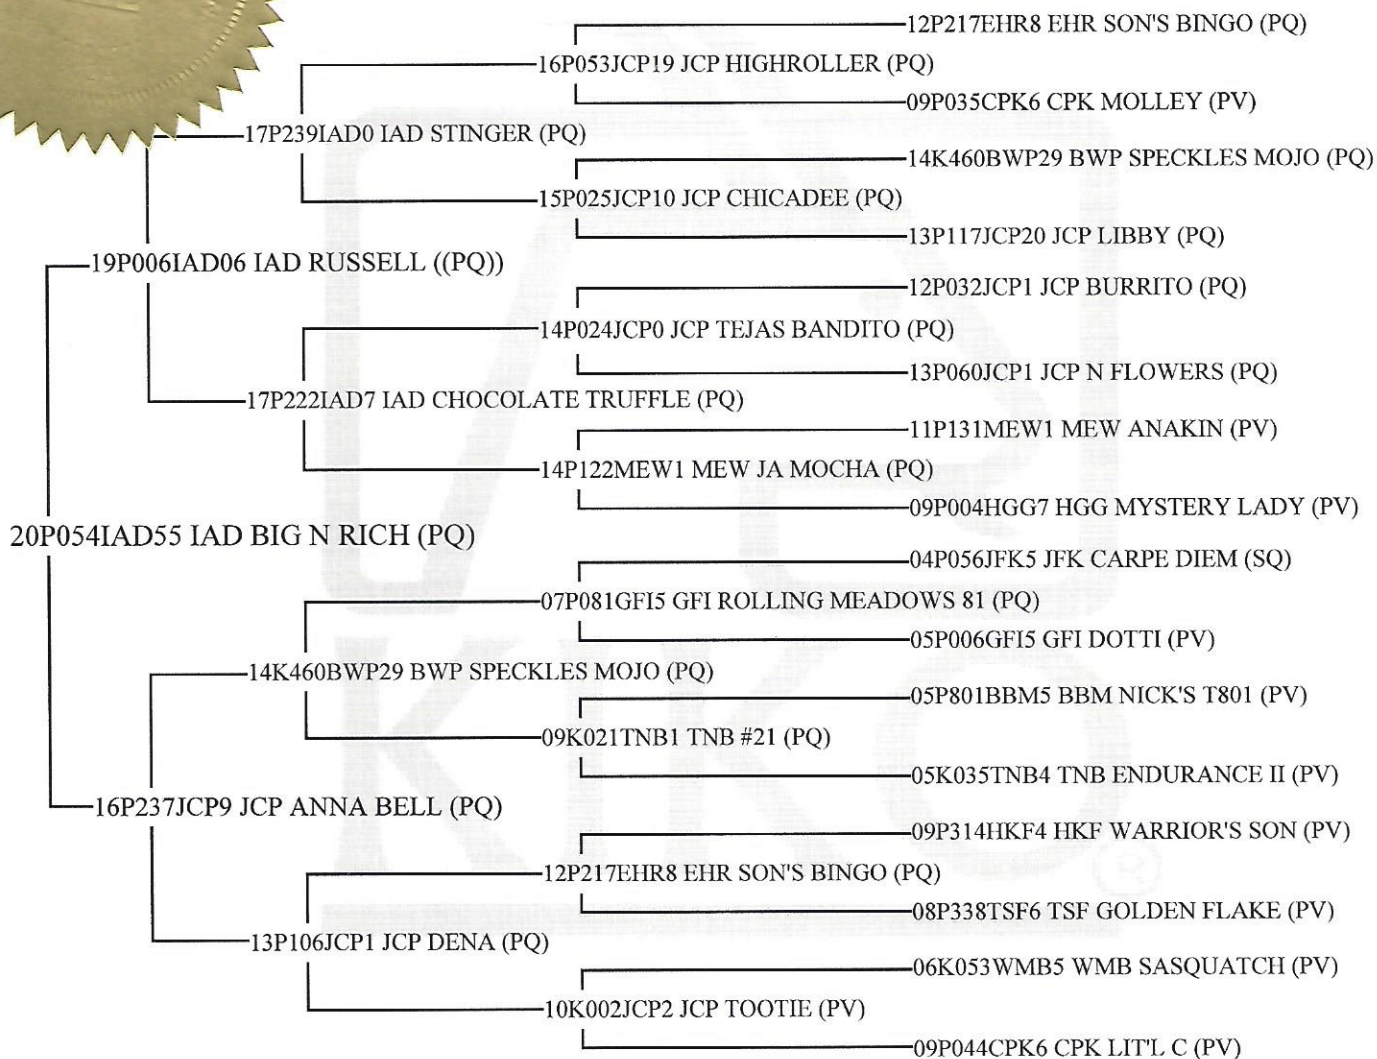 12P217EHR8 EHR SON'S BINGO (PQ)
16P053JCP19 JCP HIGHROLLER (PQ)
09P035CPK6 CPK MOLLEY (PV)
17P239IAD0 IAD STINGER (PQ)
14K460BWP29 BWP SPECKLES MOJO (PQ)
15P025JCP10 JCP CHICADEE (PQ)
13P117JCP20 JCP LIBBY (PQ)
19P006IAD06 IAD RUSSELL ((PQ))
12P032JCP1 JCP BURRITO (PQ)
14P024JCP0 JCP TEJAS BANDITO (PQ)
13P060JCP1 JCP N FLOWERS (PQ)
17P222IAD7 IAD CHOCOLATE TRUFFLE (PQ)
11P131MEW1 MEW ANAKIN (PV)
14P122MEW1 MEW JA MOCHA (PQ)
09P004HGG7 HGG MYSTERY LADY (PV)
20P054IAD55 IAD BIG N RICH (PQ)
04P056JFK5 JFK CARPE DIEM (SQ)
07P081GFI5 GFI ROLLING MEADOWS 81 (PQ)
05P006GFI5 GFI DOTTI (PV)
14K460BWP29 BWP SPECKLES MOJO (PQ)
05P801BBM5 BBM NICK'S T801 (PV)
09K021TNB1 TNB #21 (PQ)
05K035TNB4 TNB ENDURANCE II (PV)
16P237JCP9 JCP ANNA BELL (PQ)
09P314HKF4 HKF WARRIOR'S SON (PV)
12P217EHR8 EHR SON'S BINGO (PQ)
08P338TSF6 TSF GOLDEN FLAKE (PV)
13P106JCP1 JCP DENA (PQ)
06K053WMB5 WMB SASQUATCH (PV)
10K002JCP2 JCP TOOTIE (PV)
09P044CPK6 CPK LIT'L C (PV)
KIKO ®